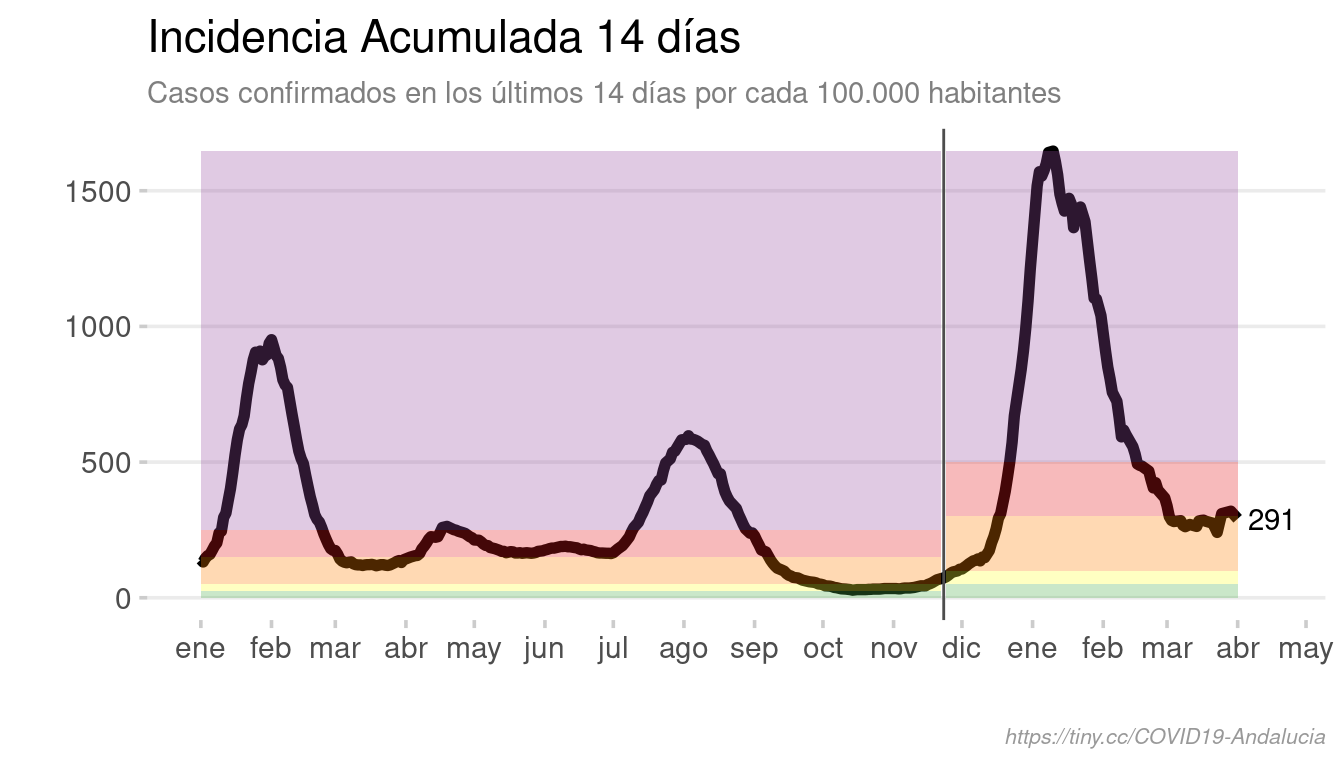 Incidencia Acumulada 14 días
Casos confirmados en los últimos 14 días por cada 100.000 habitantes
1500
1000
500
291
0
ene feb mar abr may jun jul ago sep oct nov dic ene feb mar abr may
https://tiny.cc/COVID19-Andalucia